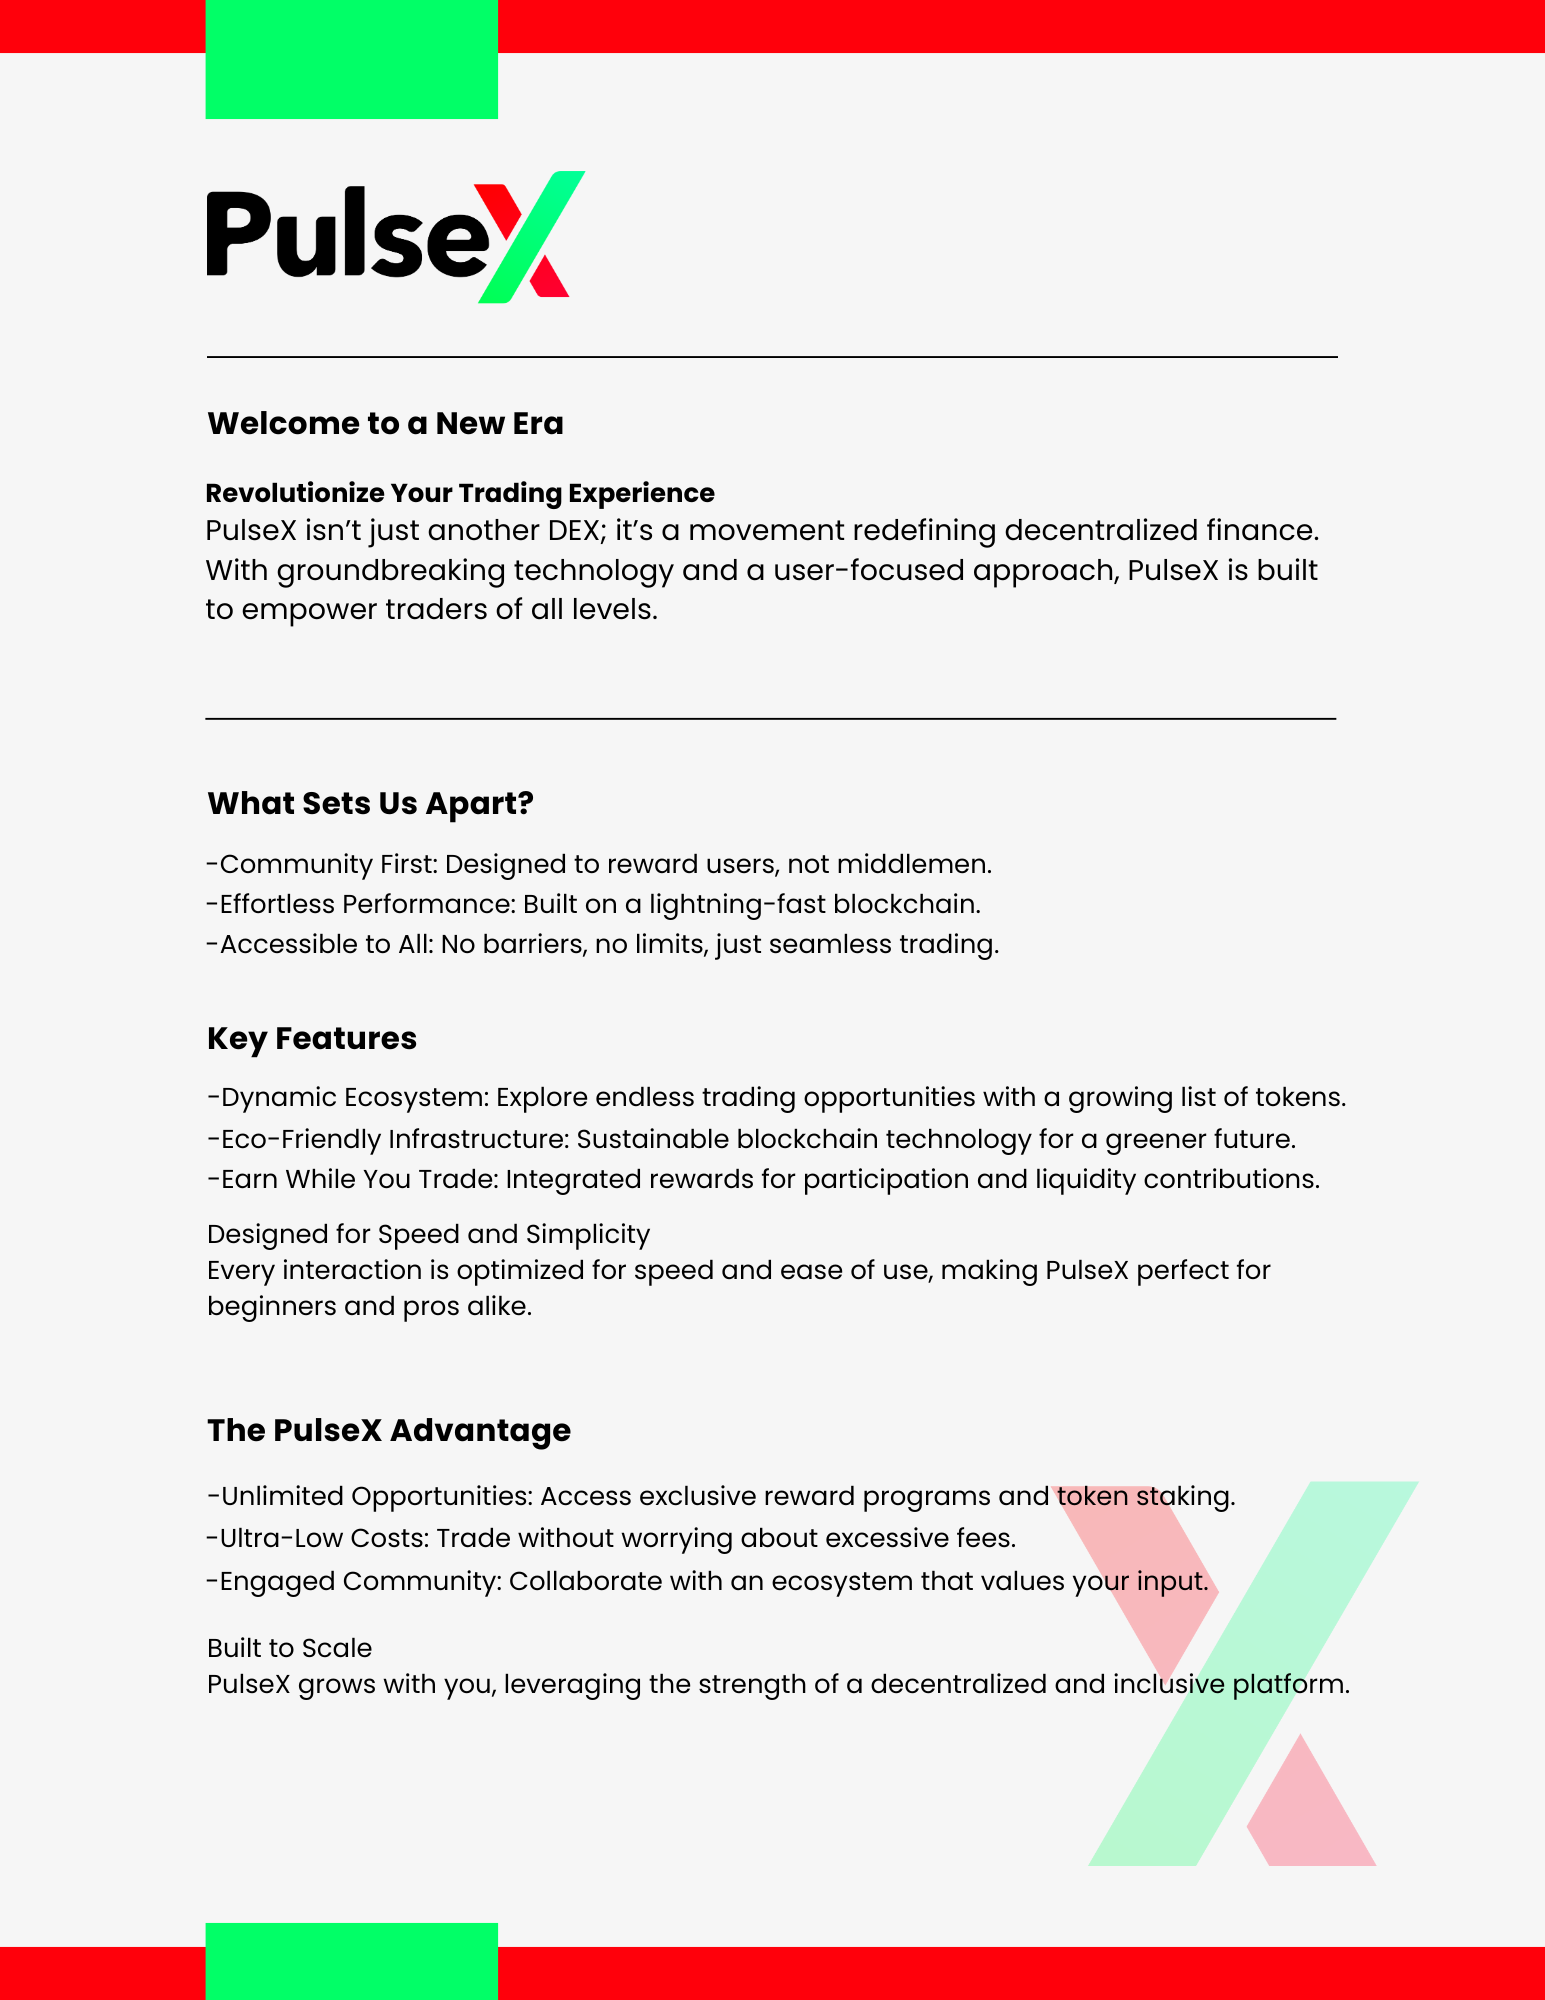 PulseX
Welcome to a New Era
Revolutionize Your Trading Experience
PulseX isn’t just another DEX; it’s a movement redefining decentralized finance.
With groundbreaking technology and a user-focused approach, PulseX is built
to empower traders of all levels.
What Sets Us Apart?
-Community First: Designed to reward users, not middlemen.
-Effortless Performance: Built on a lightning-fast blockchain.
-Accessible to All: No barriers, no limits, just seamless trading.
Key Features
-Dynamic Ecosystem: Explore endless trading opportunities with a growing list of tokens.
-Eco-Friendly Infrastructure: Sustainable blockchain technology for a greener future.
-Earn While You Trade: Integrated rewards for participation and liquidity contributions.
Designed for Speed and Simplicity
Every interaction is optimized for speed and ease of use, making PulseX perfect for
beginners and pros alike.
The PulseX Advantage
-Unlimited Opportunities: Access exclusive reward programs and token staking.
-Ultra-Low Costs: Trade without worrying about excessive fees.
-Engaged Community: Collaborate with an ecosystem that values your input.
Built to Scale
PulseX grows with you, leveraging the strength of a decentralized and inclusive platform.